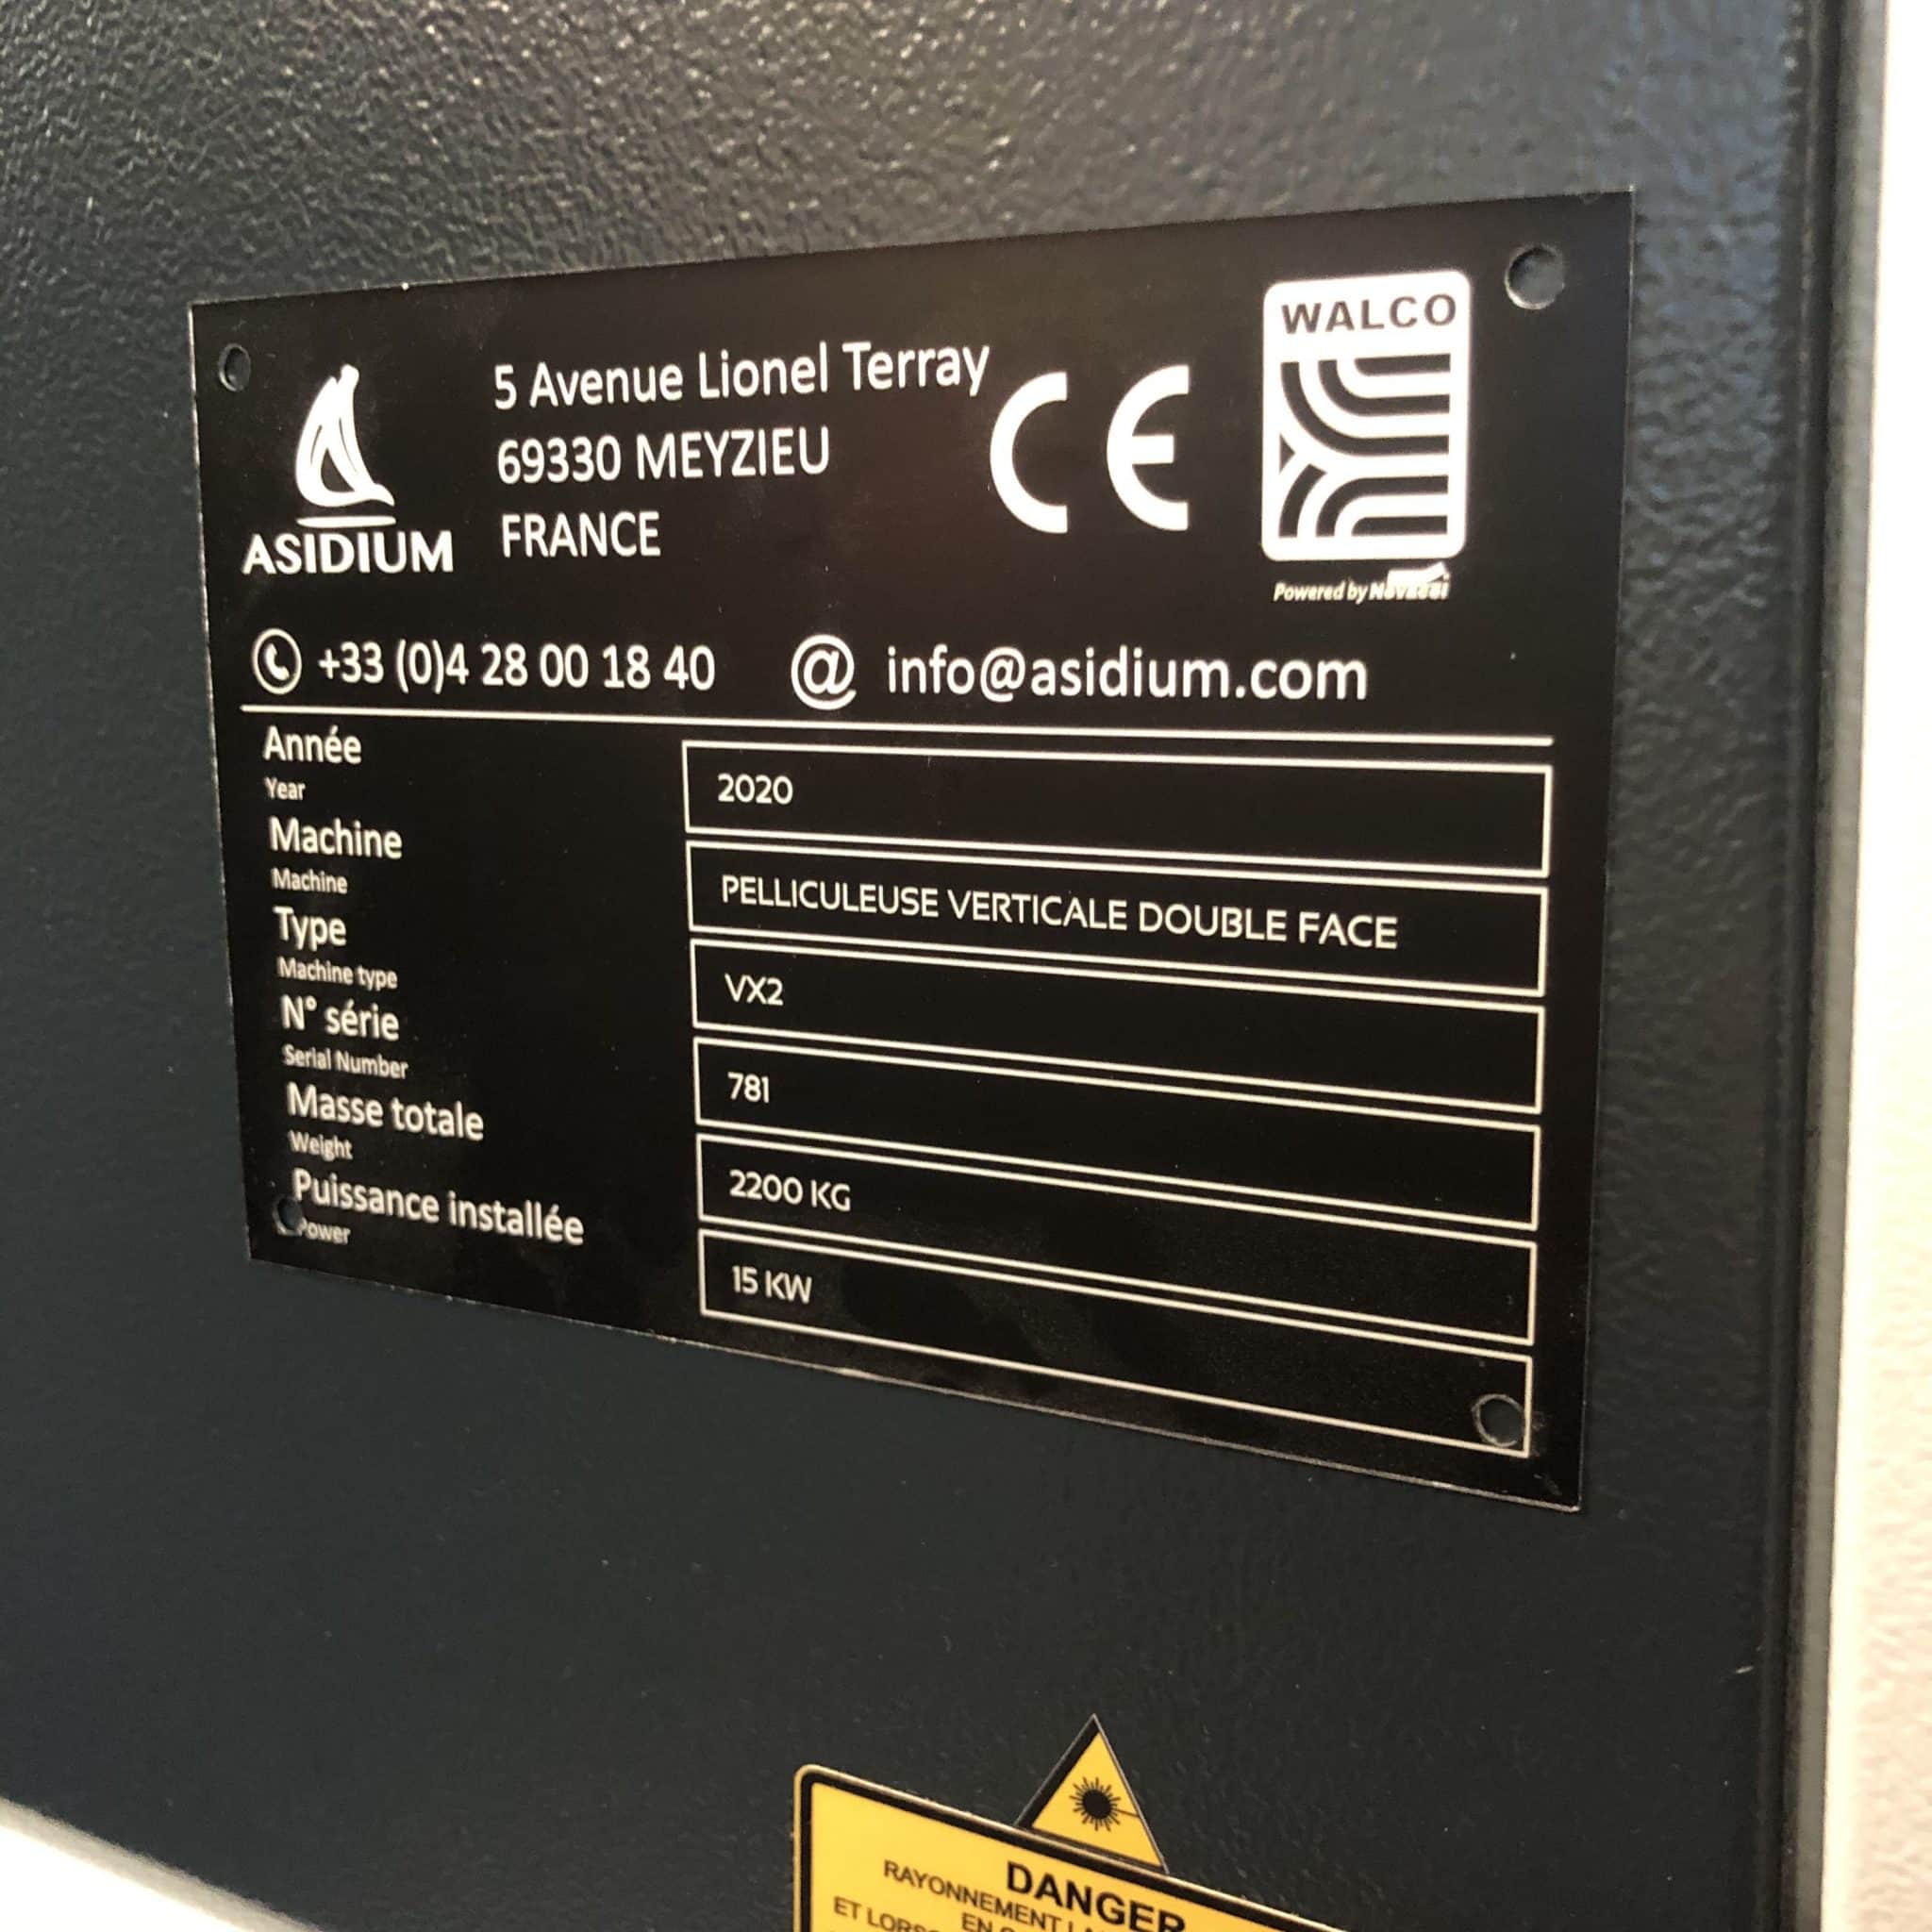 ASIDIUM
5 Avenue Lionel Terray
69330 MEYZIEU
FRANCE
CE
WALCO
Powered by
+33 (0)4 28 00 18 40 @ info@asidium.com
Année
Year
2020
Machine
Machine
PELLICULEUSE VERTICALE DOUBLE FACE
Type
Machine type
VX2
N° série
Serial Number
781
Masse totale
Weight
2200 KG
Puissance installée
Power
15 KW
DANGER
RAYONNEMENT
EN
ET